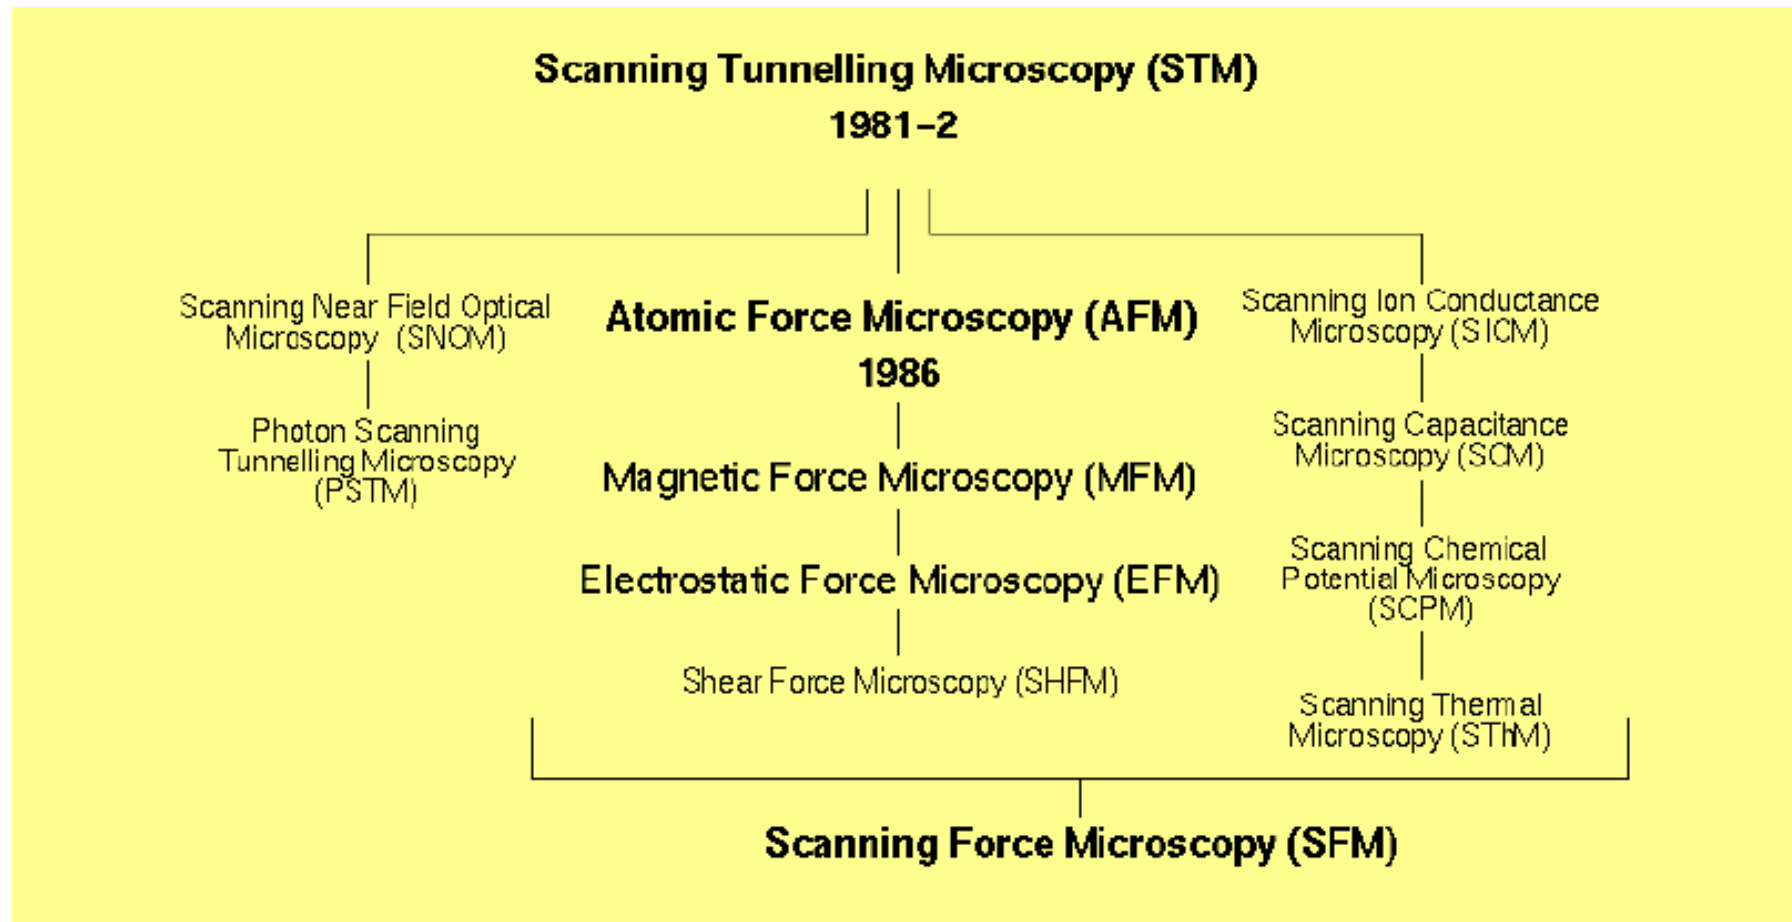 Scanning Tunnelling Microscopy (STM)
1981-2
Scanning Near Field Optical
Microscopy (SNOM)
Photon Scanning
Tunnelling Microscopy
(PSTM)
Atomic Force Microscopy (AFM)
1986
Magnetic Force Microscopy (MFM)
Electrostatic Force Microscopy (EFM)
Shear Force Microscopy (SHFM)
Scanning Ion Conductance
Microscopy (SICM)
Scanning Capacitance
Microscopy (SCM)
Scanning Chemical
Potential Microscopy
(SCPM)
Scanning Thermal
Microscopy (SThM)
Scanning Force Microscopy (SFM)